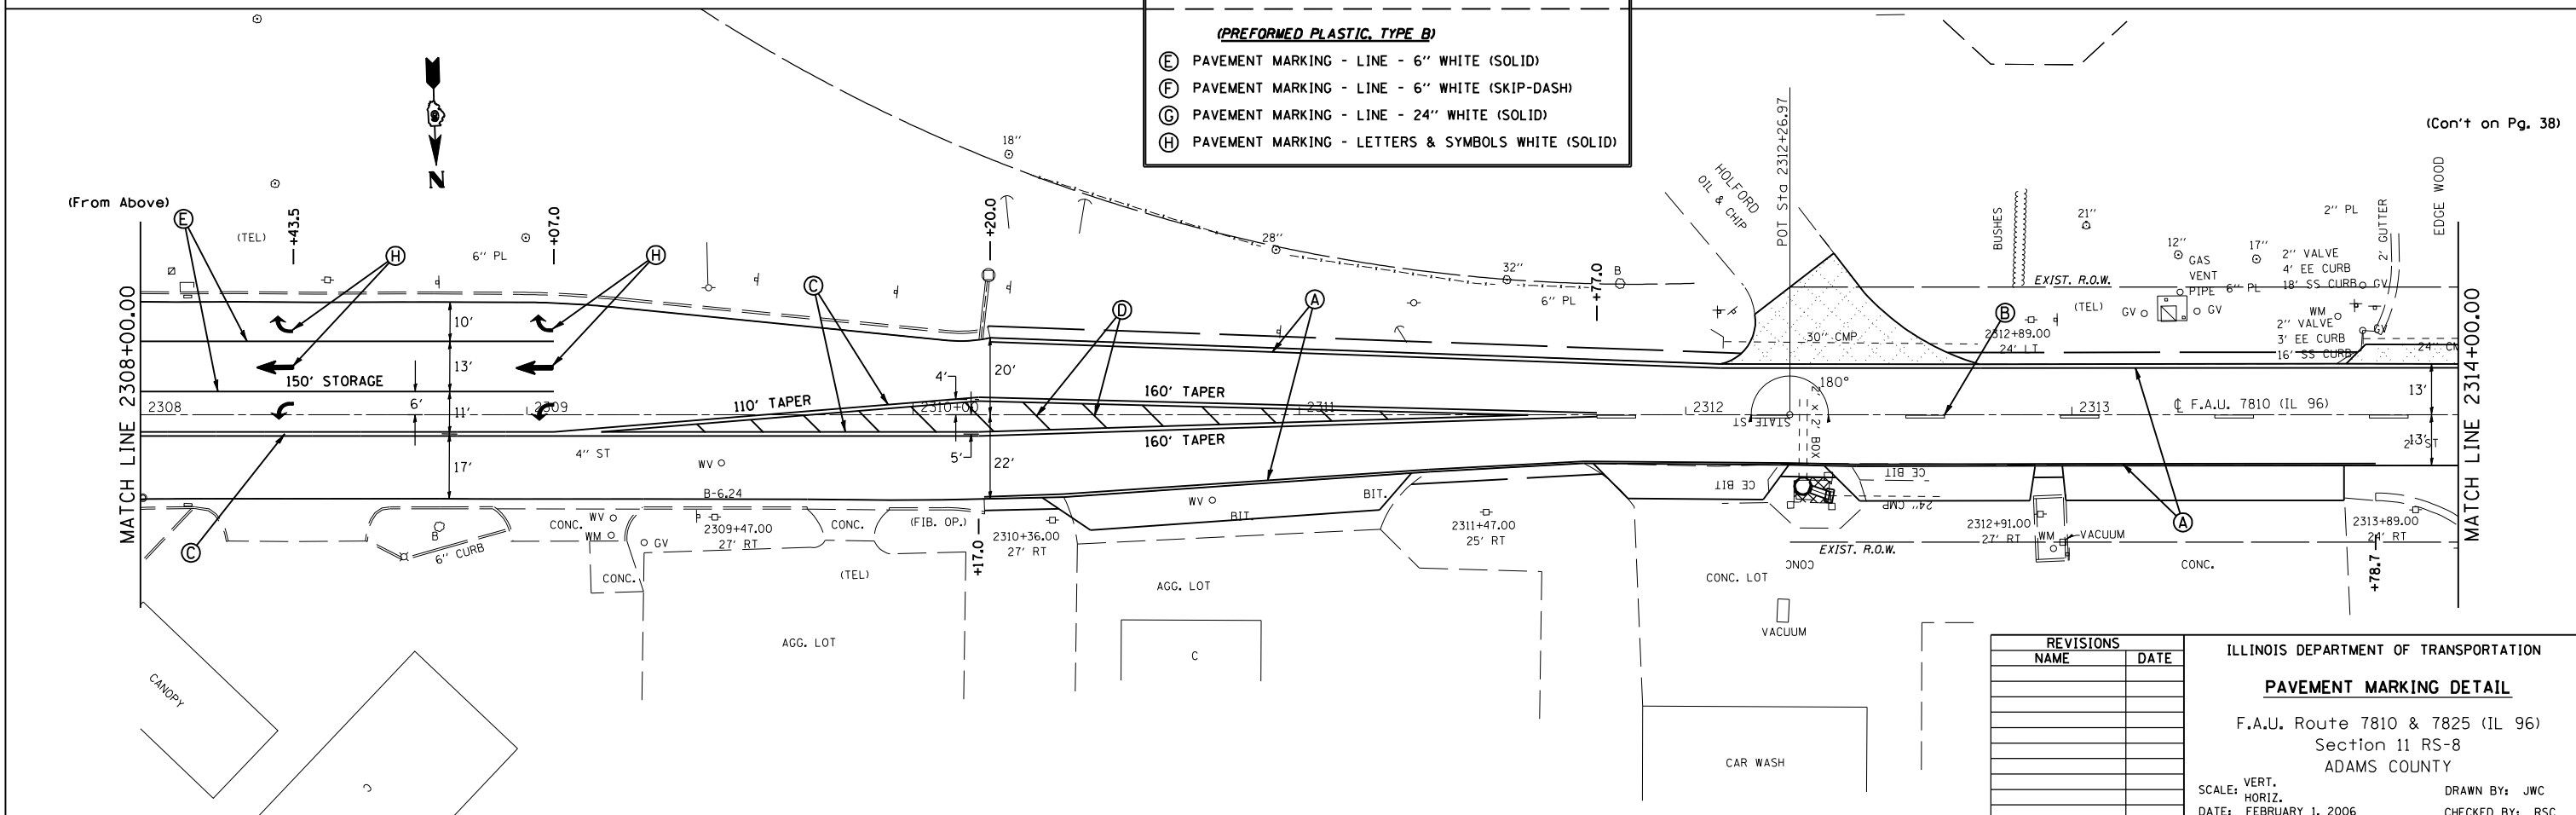 (PREFORMED PLASTIC, TYPE B)
E PAVEMENT MARKING - LINE - 6" WHITE (SOLID)
F PAVEMENT MARKING - LINE - 6" WHITE (SKIP-DASH)
G PAVEMENT MARKING - LINE - 24" WHITE (SOLID)
H PAVEMENT MARKING - LETTERS & SYMBOLS WHITE (SOLID)
(Con't on Pg. 38)
N
(From Above)
MATCH LINE 2308+00.00
E
(TEL)
+43.5
H
6" PL
+07.0
H
C
+20.0
18"
D
28"
A
32"
6" PL
+77.0
B
HOLFORD
OIL & CHIP
POT Sta 2312+26.97
30" CMP
B
BUSHES
21"
EXIST. R.O.W.
2312+89.00
24' LT
(TEL)
12"
GAS
VENT
PIPE
6" PL
GV
GV
17"
2" PL
2" VALVE
4' EE CURB
18' SS CURB
GV
WM
2" VALVE
3' EE CURB
16' SS CURB
GV
2' GUTTER
EDGE WOOD
MATCH LINE 2314+00.00
10'
13'
150' STORAGE
6'
11'
17'
2308
2309
110' TAPER
4'
2310+00
5'
20'
22'
160' TAPER
160' TAPER
2311
2312
180°
STATE ST
2' x 2' BOX
2313
℄ F.A.U. 7810 (IL 96)
13'
13'
4" ST
WV
B-6.24
C
B
6" CURB
CONC.
WV
WM
GV
CONC.
2309+47.00
27' RT
CONC.
(FIB. OP.)
+17.0
2310+36.00
27' RT
WV
BIT.
BIT.
2311+47.00
25' RT
CE BIT
CE BIT
24" CMP
2312+91.00
27' RT
WM
VACUUM
A
2313+89.00
24' RT
+78.7
EXIST. R.O.W.
CONC
CONC.
CANOPY
(TEL)
AGG. LOT
AGG. LOT
C
CONC. LOT
VACUUM
CAR WASH
REVISIONS
NAME DATE
ILLINOIS DEPARTMENT OF TRANSPORTATION
PAVEMENT MARKING DETAIL
F.A.U. Route 7810 & 7825 (IL 96)
Section 11 RS-8
ADAMS COUNTY
SCALE: VERT.
HORIZ.
DRAWN BY: JWC
DATE: FEBRUARY 1, 2006
CHECKED BY: RSC